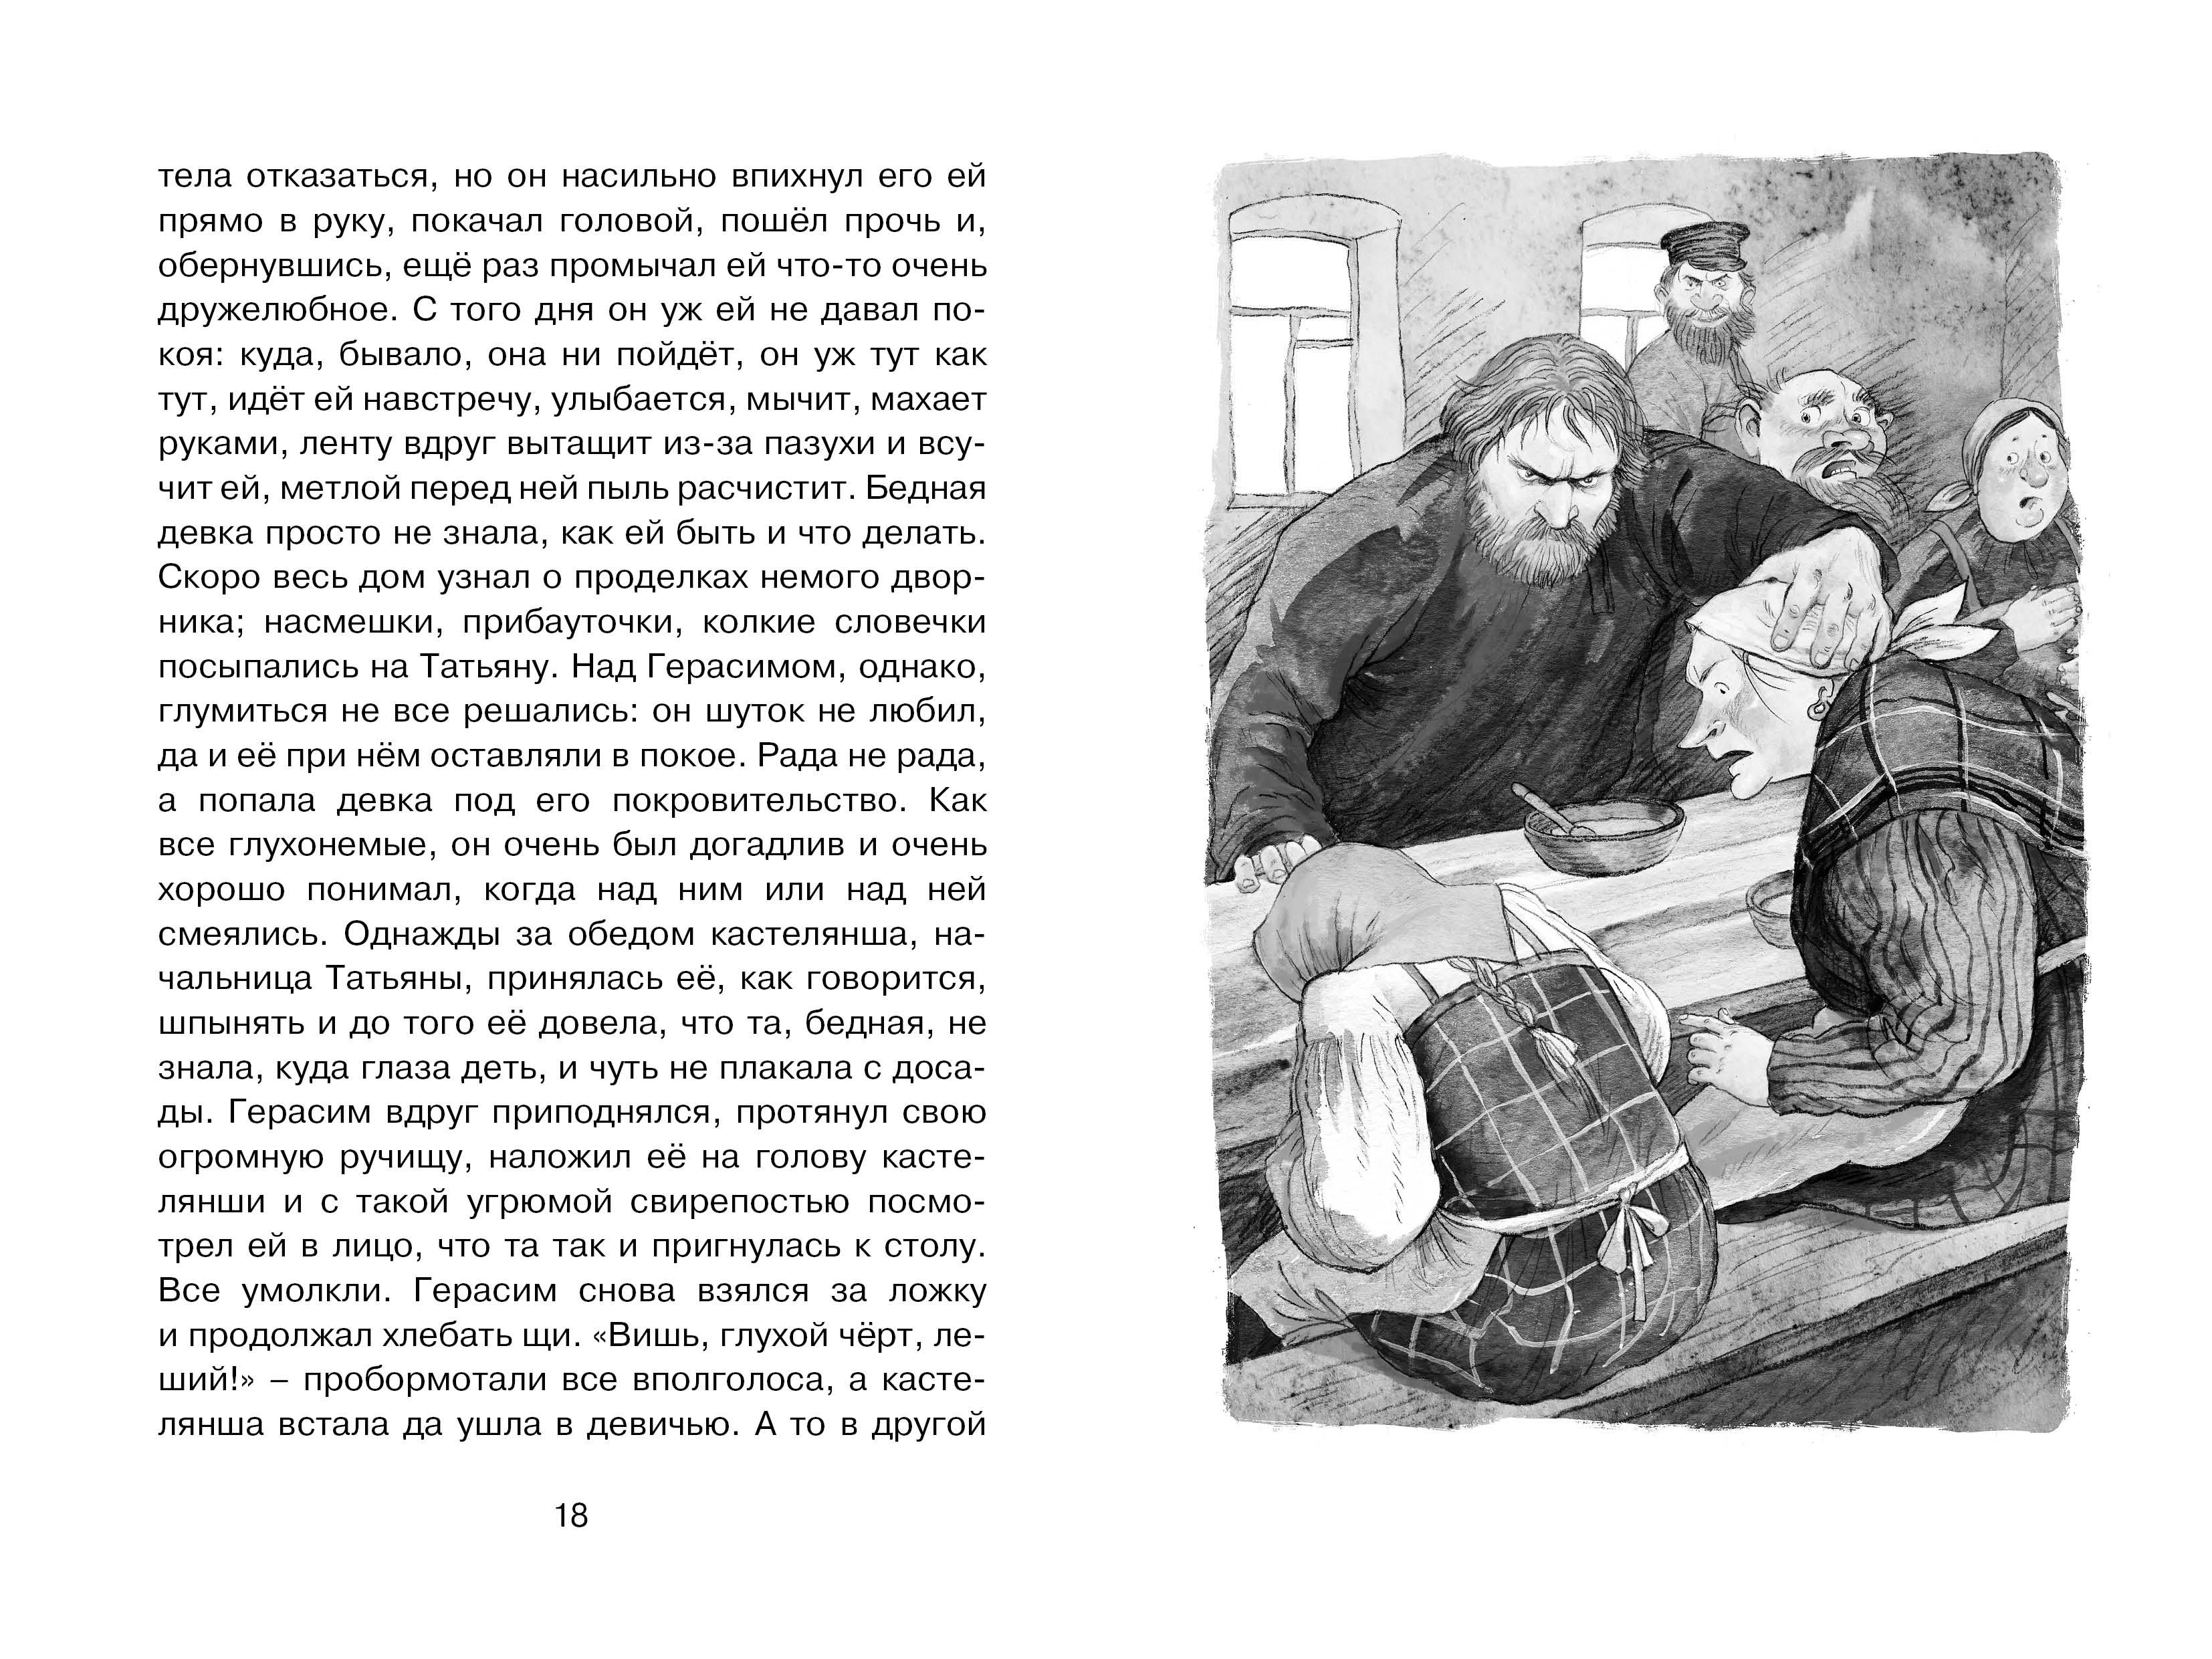 тела отказаться, но он насильно впихнул его ей
прямо в руку, покачал головой, пошёл прочь и,
обернувшись, ещё раз промычал ей что-то очень
дружелюбное. С того дня он уж ей не давал по-
коя: куда, бывало, она ни пойдёт, он уж тут как
тут, идёт ей навстречу, улыбается, мычит, махает
руками, ленту вдруг вытащит из-за пазухи и всу-
чит ей, метлой перед ней пыль расчистит. Бедная
девка просто не знала, как ей быть и что делать.
Скоро весь дом узнал о проделках немого двор-
ника; насмешки, прибауточки, колкие словечки
посыпались на Татьяну. Над Герасимом, однако,
глумиться не все решались: он шуток не любил,
да и её при нём оставляли в покое. Рада не рада,
а попала девка под его покровительство. Как
все глухонемые, он очень был догадлив и очень
хорошо понимал, когда над ним или над ней
смеялись. Однажды за обедом кастелянша, на-
чальница Татьяны, принялась её, как говорится,
шпынять и до того её довела, что та, бедная, не
знала, куда глаза деть, и чуть не плакала с доса-
ды. Герасим вдруг приподнялся, протянул свою
огромную ручищу, наложил её на голову касте-
лянши и с такой угрюмой свирепостью посмо-
трел ей в лицо, что та так и пригнулась к столу.
Все умолкли. Герасим снова взялся за ложку
и продолжал хлебать щи. «Вишь, глухой чёрт, ле-
ший!» – пробормотали все вполголоса, а касте-
лянша встала да ушла в девичью. А то в другой
18